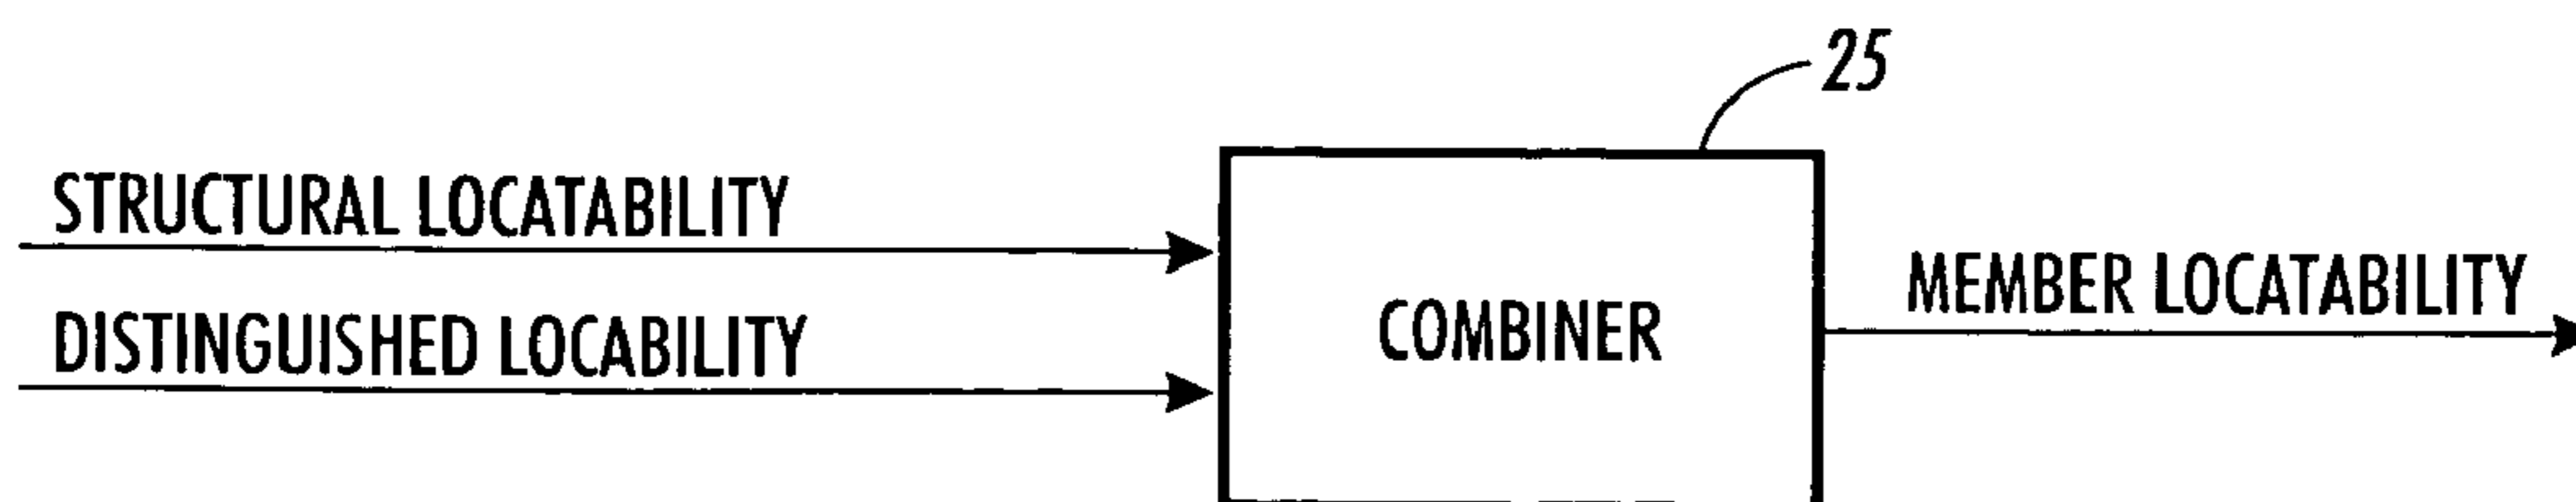 25
STRUCTURAL LOCATABILITY
DISTINGUISHED LOCABILITY
COMBINER
MEMBER LOCATABILITY